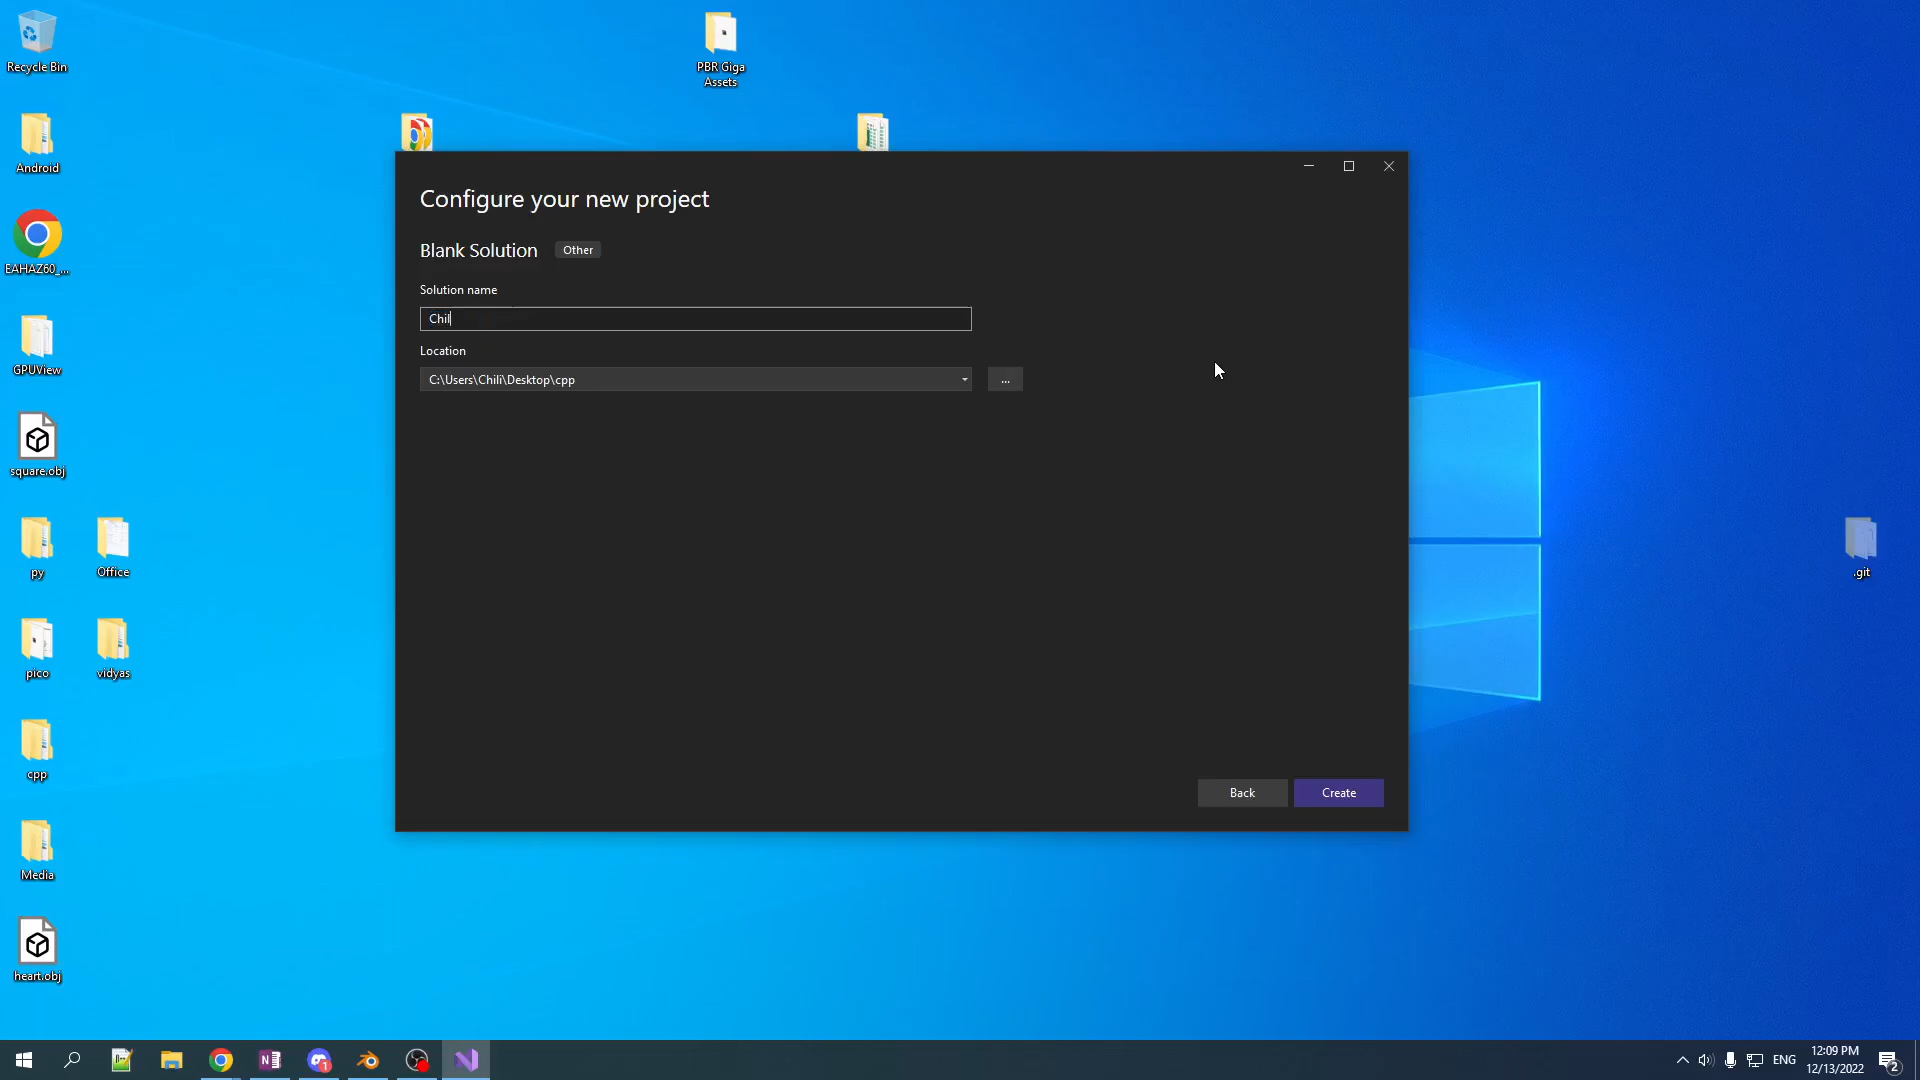 Recycle Bin
PBR Giga
Assets
Android
EAHAZ60_...
GPUView
square.obj
py
Office
pico
vidyas
cpp
Media
heart.obj
.git
Configure your new project
Blank Solution
Other
Solution name
Chil
Location
C:\Users\Chili\Desktop\cpp
...
Back
Create
1
ENG
12:09 PM
12/13/2022
2